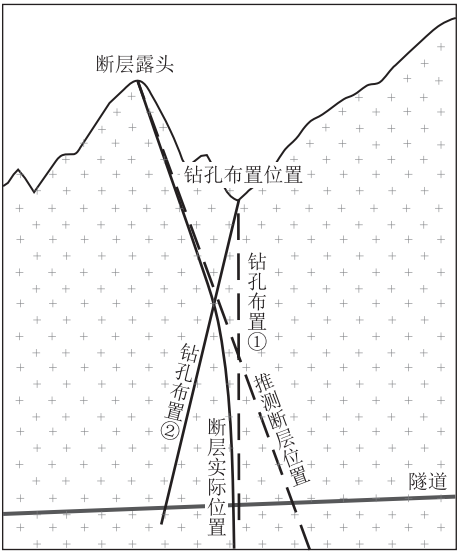 断层露头
钻孔布置位置
钻孔布置①
钻孔布置②
推测断层位置
断层实际位置
隧道